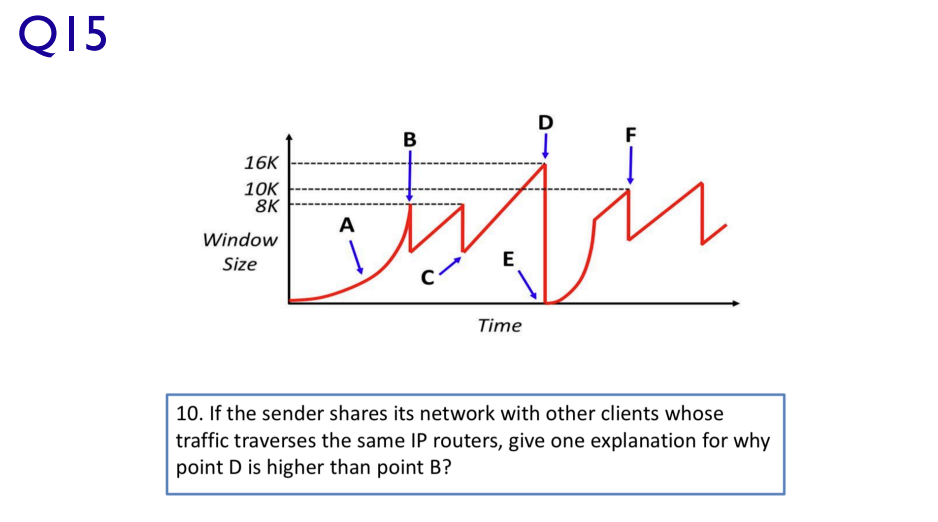 Q15
B
D
F
16K
10K
8K
A
Window
Size
C
E
Time
10. If the sender shares its network with other clients whose
traffic traverses the same IP routers, give one explanation for why
point D is higher than point B?